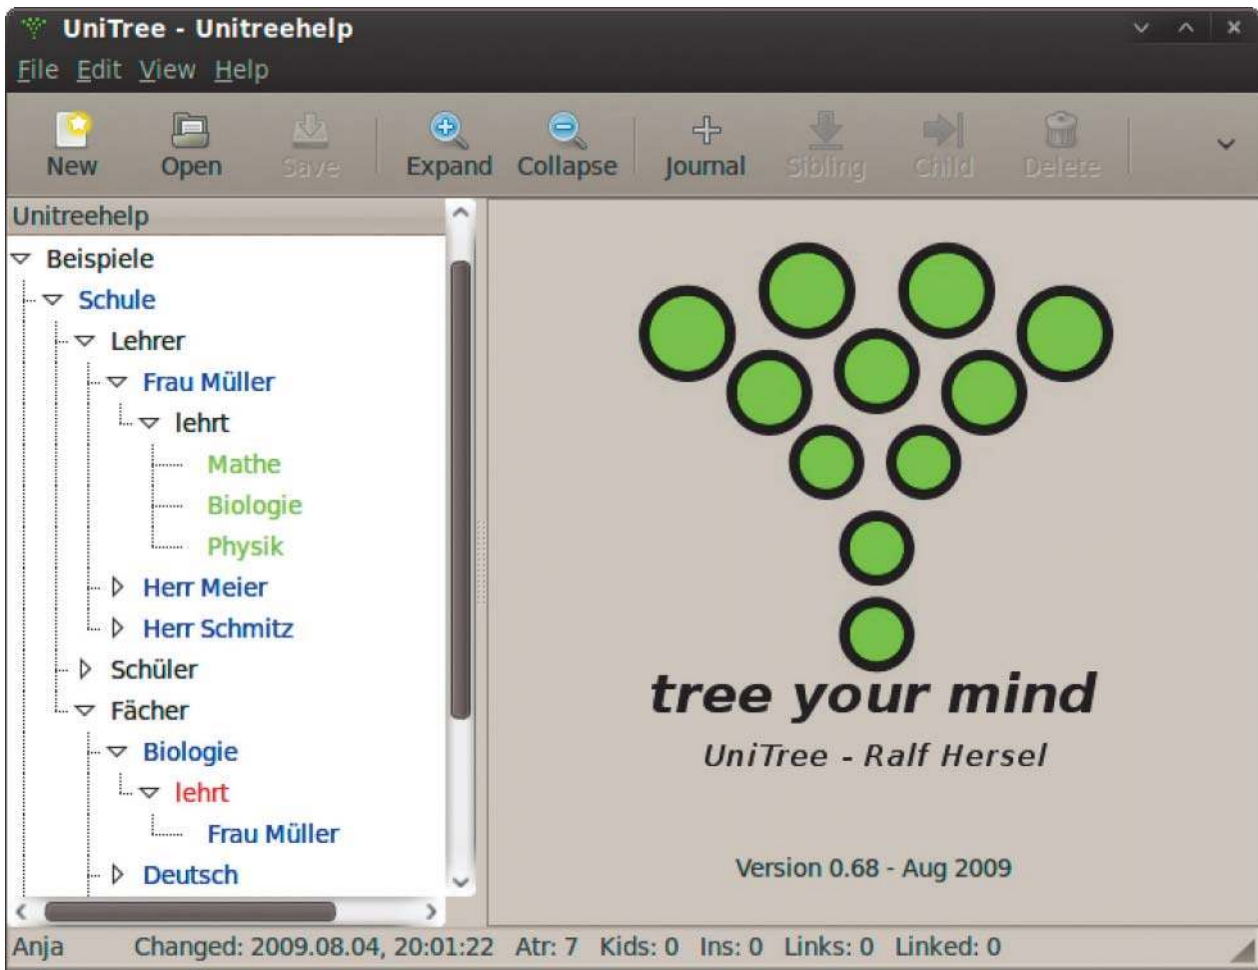 UniTree - Unitreehelp
File Edit View Help
New Open Save Expand Collapse Journal Sibling Child Delete
Unitreehelp
Beispiele
Schule
Lehrer
Frau Müller
lehrt
Mathe
Biologie
Physik
Herr Meier
Herr Schmitz
Schüler
Fächer
Biologie
lehrt
Frau Müller
Deutsch
tree your mind
UniTree - Ralf Hersel
Version 0.68 - Aug 2009
Anja Changed: 2009.08.04, 20:01:22 Atr: 7 Kids: 0 Ins: 0 Links: 0 Linked: 0